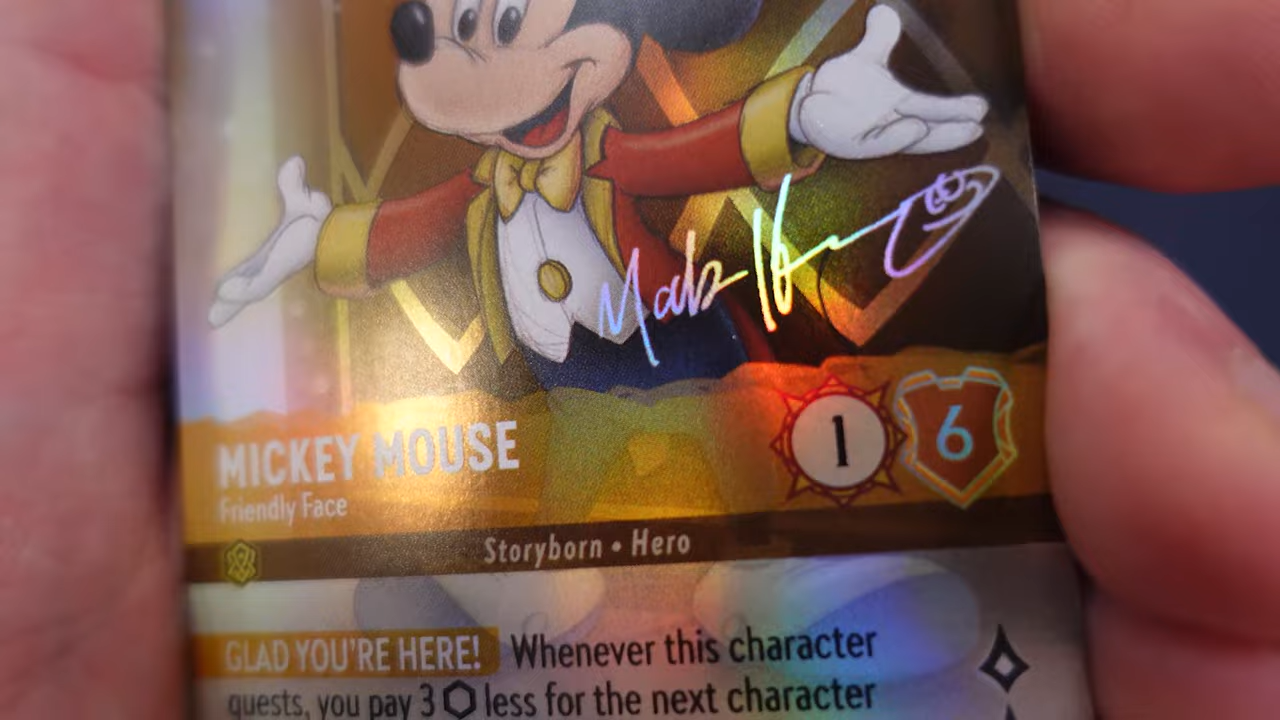 MICKEY MOUSE
Friendly Face
1
6
Storyborn • Hero
GLAD YOU'RE HERE! Whenever this character
quests, you pay 3 ⬡ less for the next character